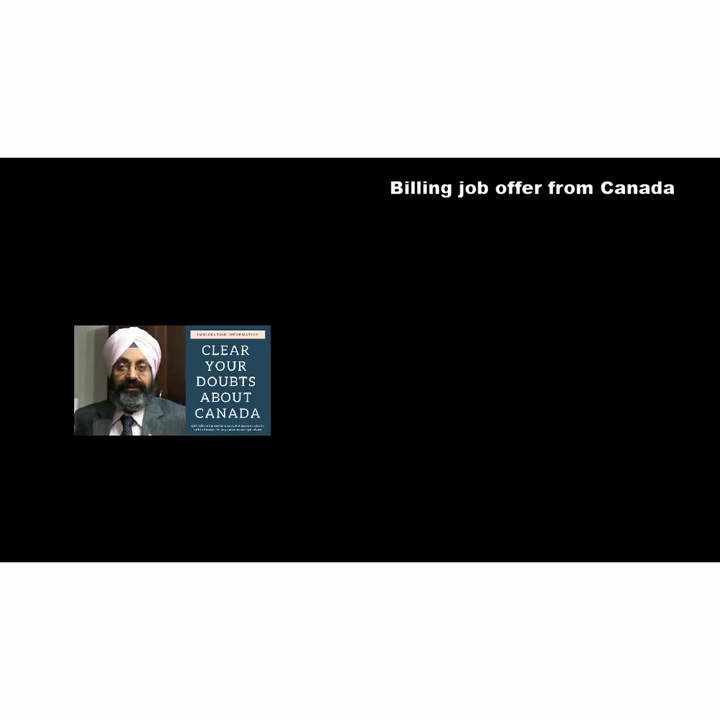 Billing job offer from Canada
IMMIGRATION INFORMATION
CLEAR
YOUR
DOUBTS
ABOUT
CANADA